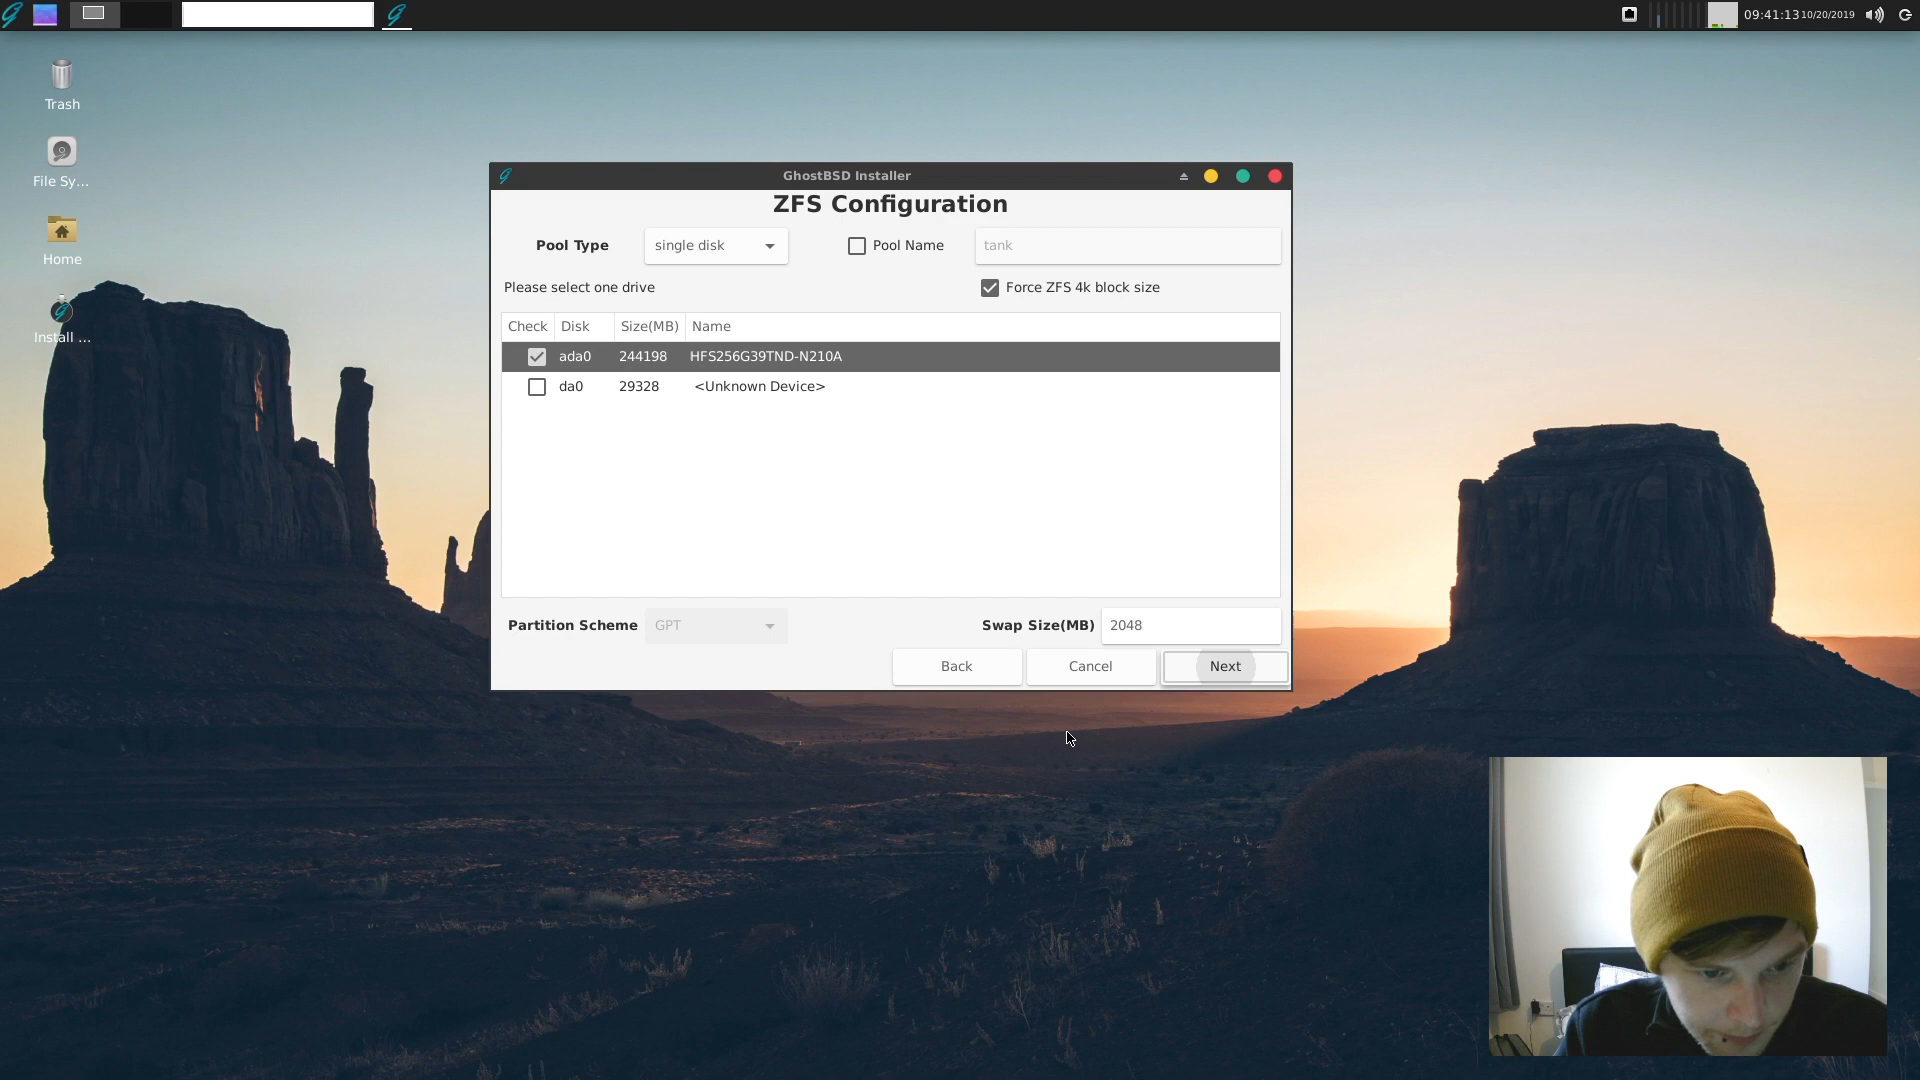 09:41:13 10/20/2019
Trash
File Sy...
Home
Install ...
GhostBSD Installer
ZFS Configuration
Pool Type single disk Pool Name tank
Please select one drive Force ZFS 4k block size
Check Disk Size(MB) Name
ada0 244198 HFS256G39TND-N210A
da0 29328 <Unknown Device>
Partition Scheme GPT Swap Size(MB) 2048
Back Cancel Next